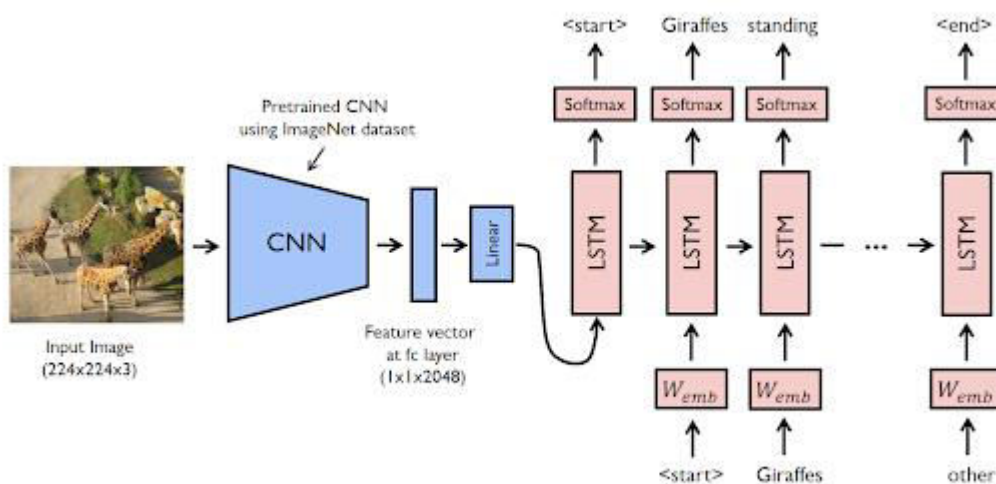 <start> Giraffes standing <end>
Softmax Softmax Softmax Softmax
Pretrained CNN
using ImageNet dataset
CNN
Linear
LSTM LSTM LSTM ... LSTM
Input Image
(224x224x3)
Feature vector
at fc layer
(1x1x2048)
W_emb W_emb W_emb
<start> Giraffes other